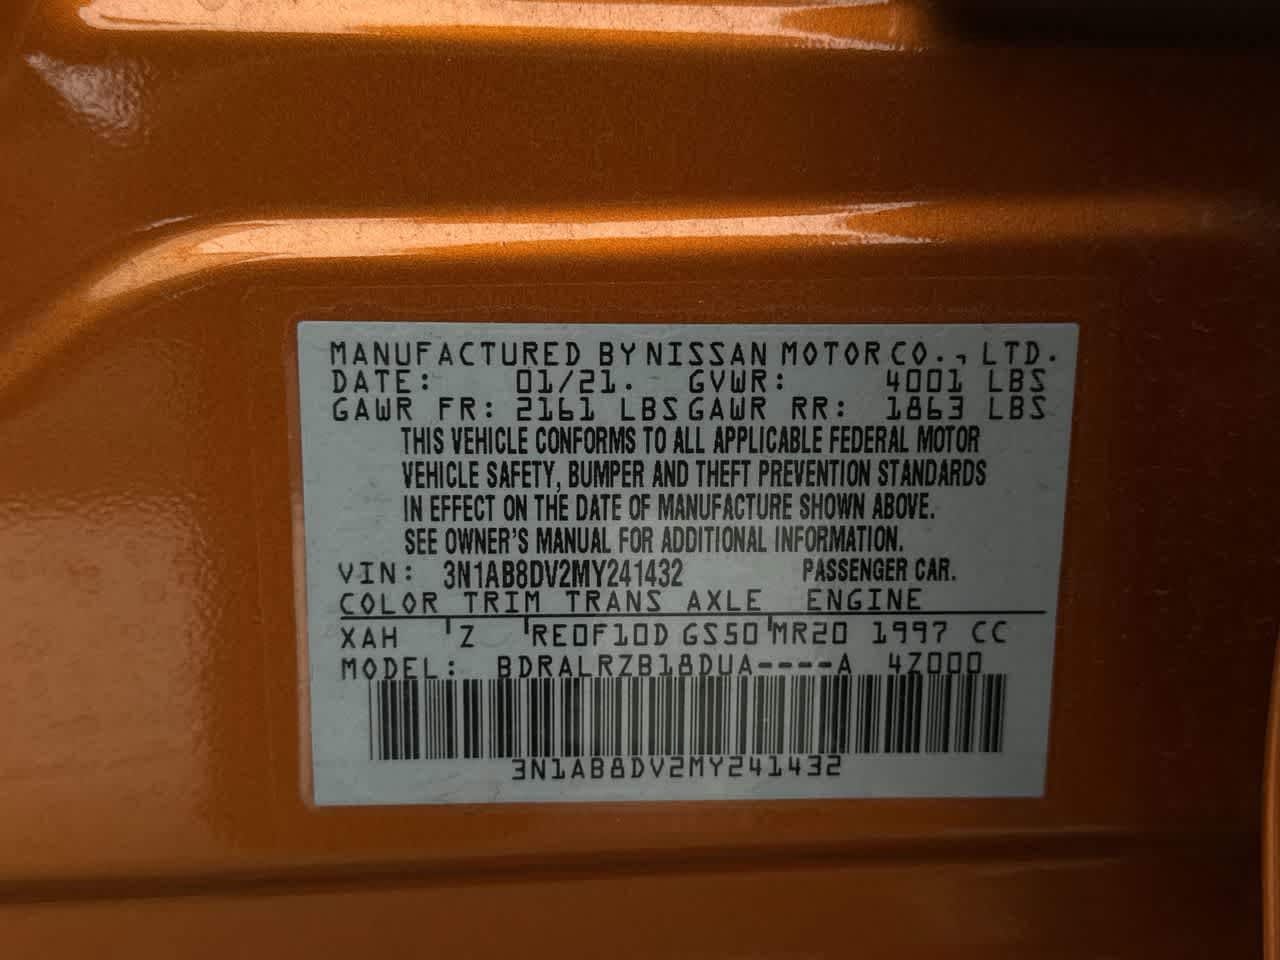 MANUFACTURED BY NISSAN MOTOR CO., LTD.
DATE: 01/21. GVWR: 4001 LBS
GAWR FR: 2161 LBS GAWR RR: 1863 LBS
THIS VEHICLE CONFORMS TO ALL APPLICABLE FEDERAL MOTOR
VEHICLE SAFETY, BUMPER AND THEFT PREVENTION STANDARDS
IN EFFECT ON THE DATE OF MANUFACTURE SHOWN ABOVE.
SEE OWNER'S MANUAL FOR ADDITIONAL INFORMATION.
VIN: 3N1AB8DV2MY241432 PASSENGER CAR.
COLOR TRIM TRANS AXLE ENGINE
XAH Z RE0F10D GS50 MR20 1997 CC
MODEL: BDRALRZB18DUA----A 4Z000
3N1AB8DV2MY241432